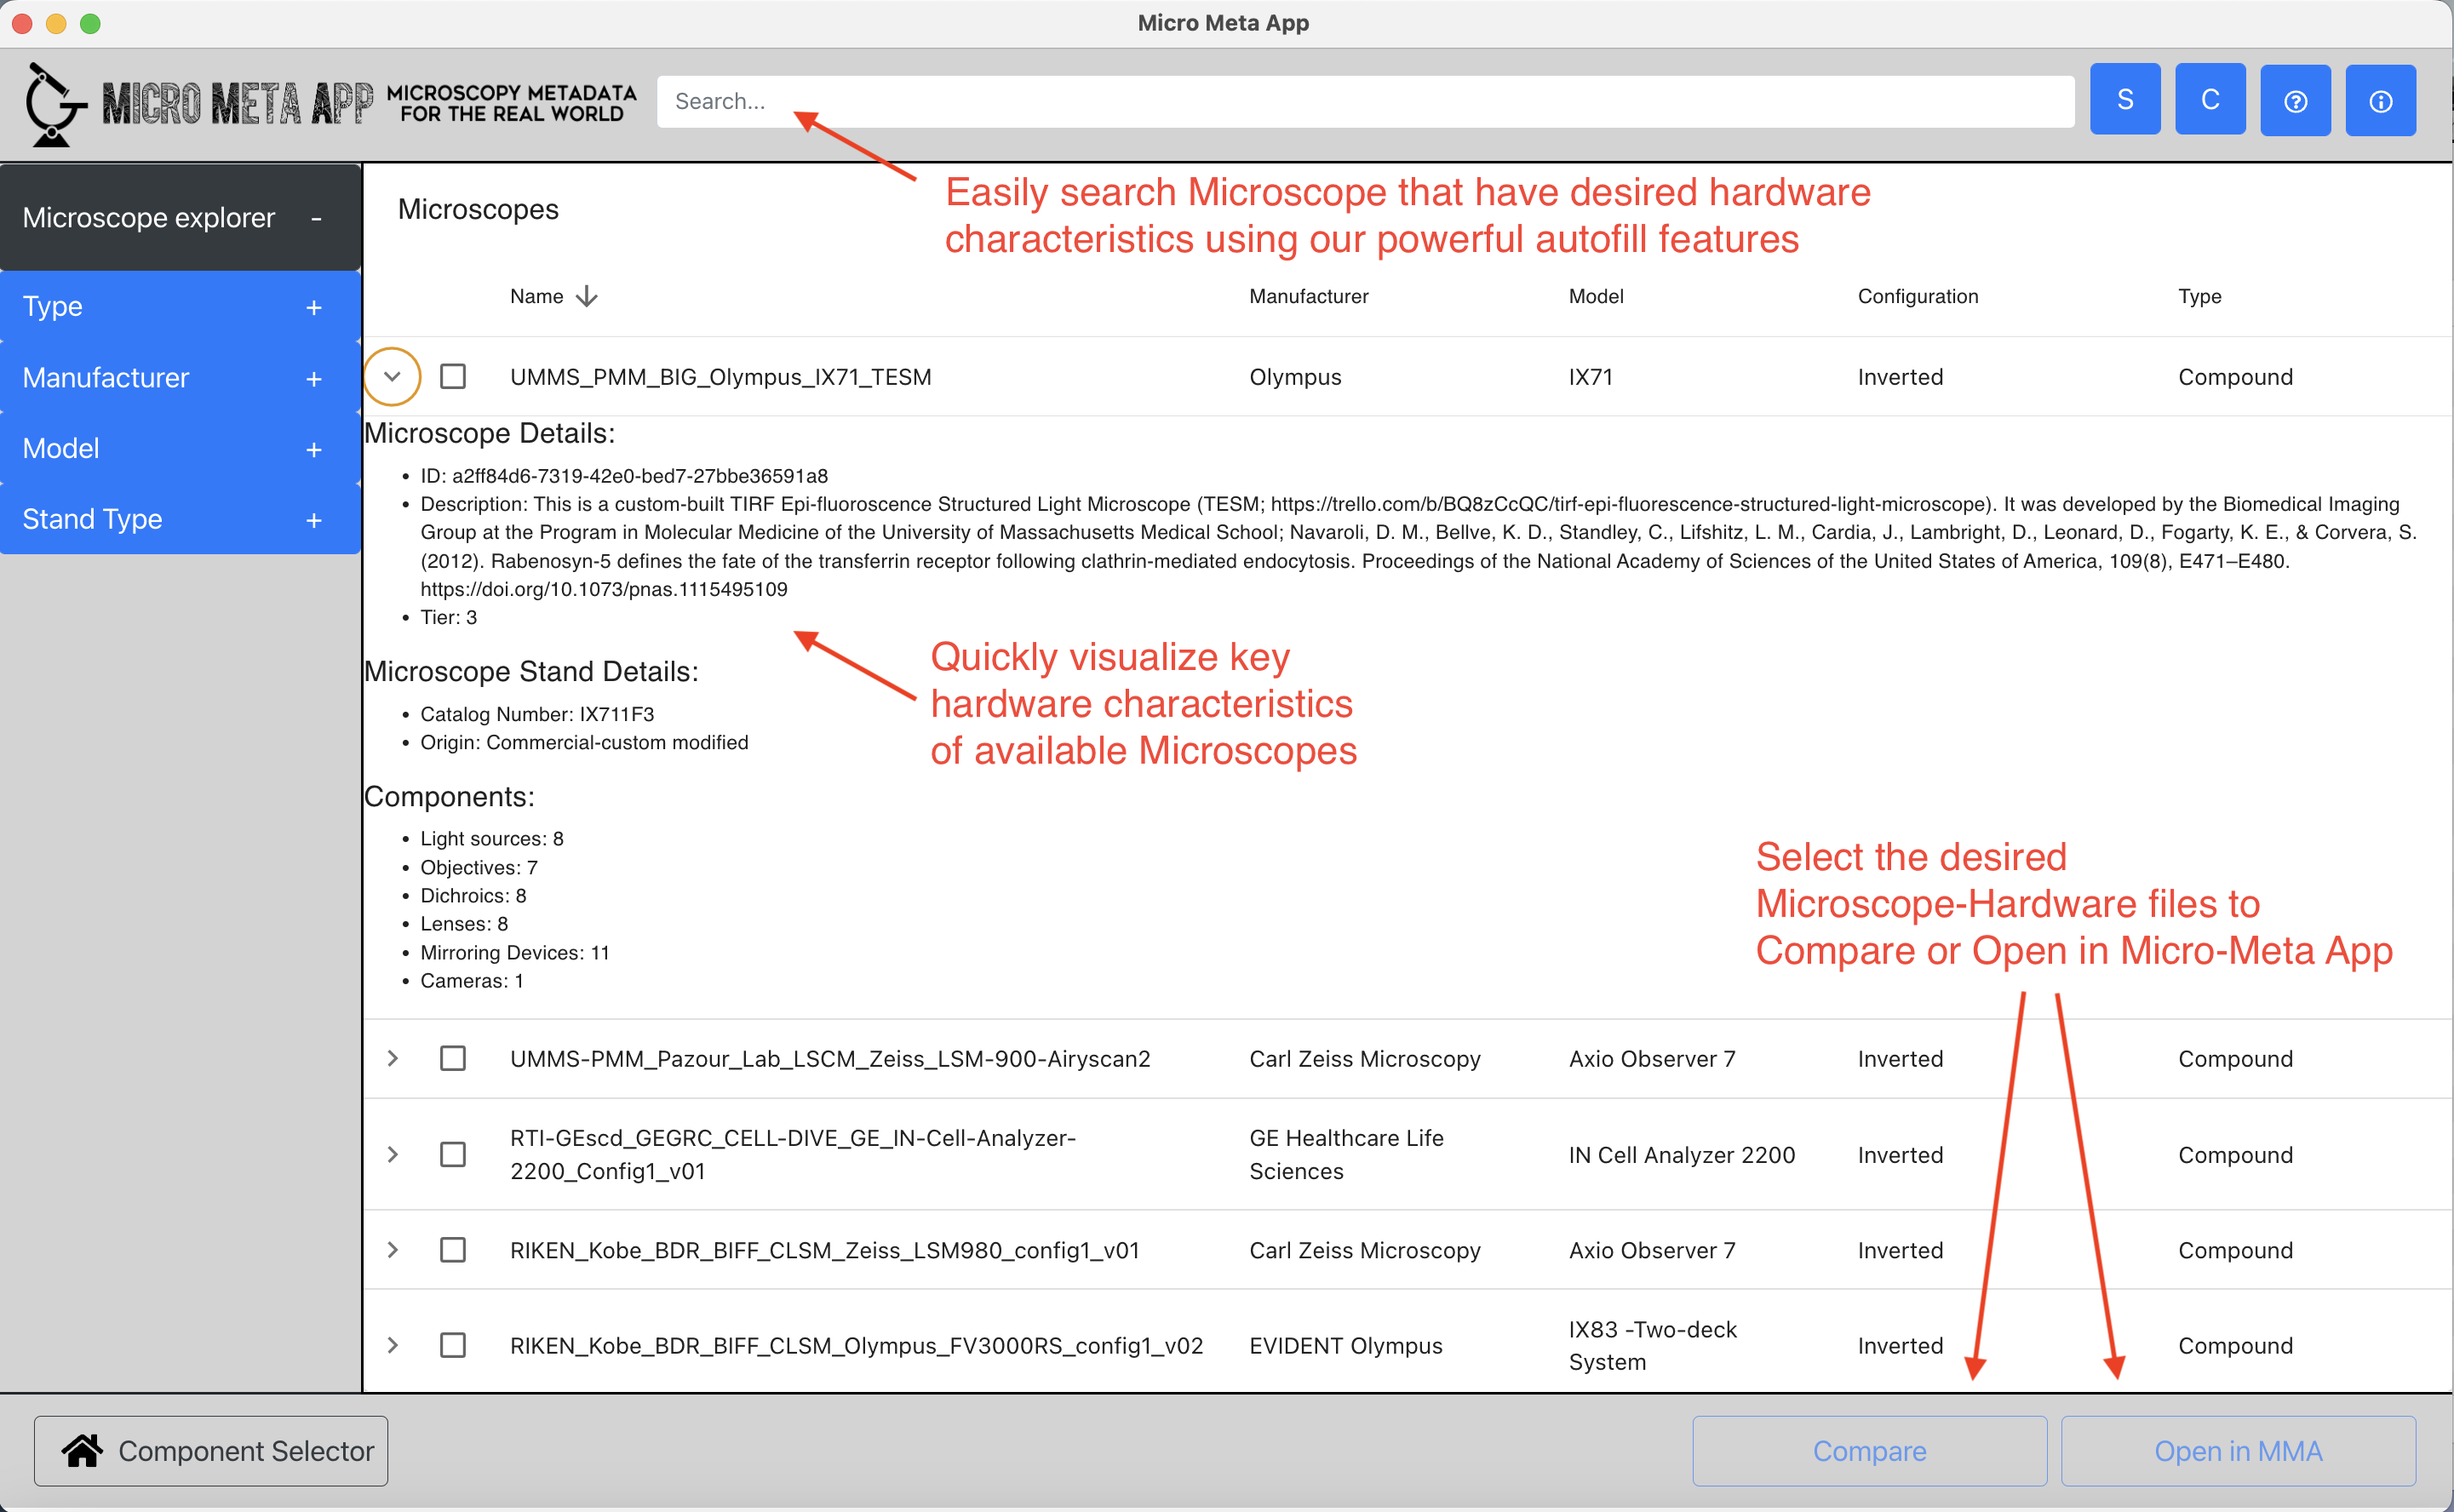 Micro Meta App
MICRO META APP
MICROSCOPY METADATA
FOR THE REAL WORLD
Search...
S
C
?
i
Easily search Microscope that have desired hardware
characteristics using our powerful autofill features
Microscope explorer -
Type +
Manufacturer +
Model +
Stand Type +
Microscopes
Name Manufacturer Model Configuration Type
UMMS_PMM_BIG_Olympus_IX71_TESM Olympus IX71 Inverted Compound
Microscope Details:
• ID: a2ff84d6-7319-42e0-bed7-27bbe36591a8
• Description: This is a custom-built TIRF Epi-fluoroscence Structured Light Microscope (TESM; https://trello.com/b/BQ8zCcQC/tirf-epi-fluorescence-structured-light-microscope). It was developed by the Biomedical Imaging
Group at the Program in Molecular Medicine of the University of Massachusetts Medical School; Navaroli, D. M., Bellve, K. D., Standley, C., Lifshitz, L. M., Cardia, J., Lambright, D., Leonard, D., Fogarty, K. E., & Corvera, S.
(2012). Rabenosyn-5 defines the fate of the transferrin receptor following clathrin-mediated endocytosis. Proceedings of the National Academy of Sciences of the United States of America, 109(8), E471–E480.
https://doi.org/10.1073/pnas.1115495109
• Tier: 3
Quickly visualize key
hardware characteristics
of available Microscopes
Microscope Stand Details:
• Catalog Number: IX711F3
• Origin: Commercial-custom modified
Components:
• Light sources: 8
• Objectives: 7
• Dichroics: 8
• Lenses: 8
• Mirroring Devices: 11
• Cameras: 1
Select the desired
Microscope-Hardware files to
Compare or Open in Micro-Meta App
UMMS-PMM_Pazour_Lab_LSCM_Zeiss_LSM-900-Airyscan2 Carl Zeiss Microscopy Axio Observer 7 Inverted Compound
RTI-GEscd_GEGRC_CELL-DIVE_GE_IN-Cell-Analyzer-
2200_Config1_v01
GE Healthcare Life
Sciences
IN Cell Analyzer 2200 Inverted Compound
RIKEN_Kobe_BDR_BIFF_CLSM_Zeiss_LSM980_config1_v01 Carl Zeiss Microscopy Axio Observer 7 Inverted Compound
RIKEN_Kobe_BDR_BIFF_CLSM_Olympus_FV3000RS_config1_v02 EVIDENT Olympus
IX83 -Two-deck
System
Inverted Compound
Component Selector
Compare
Open in MMA